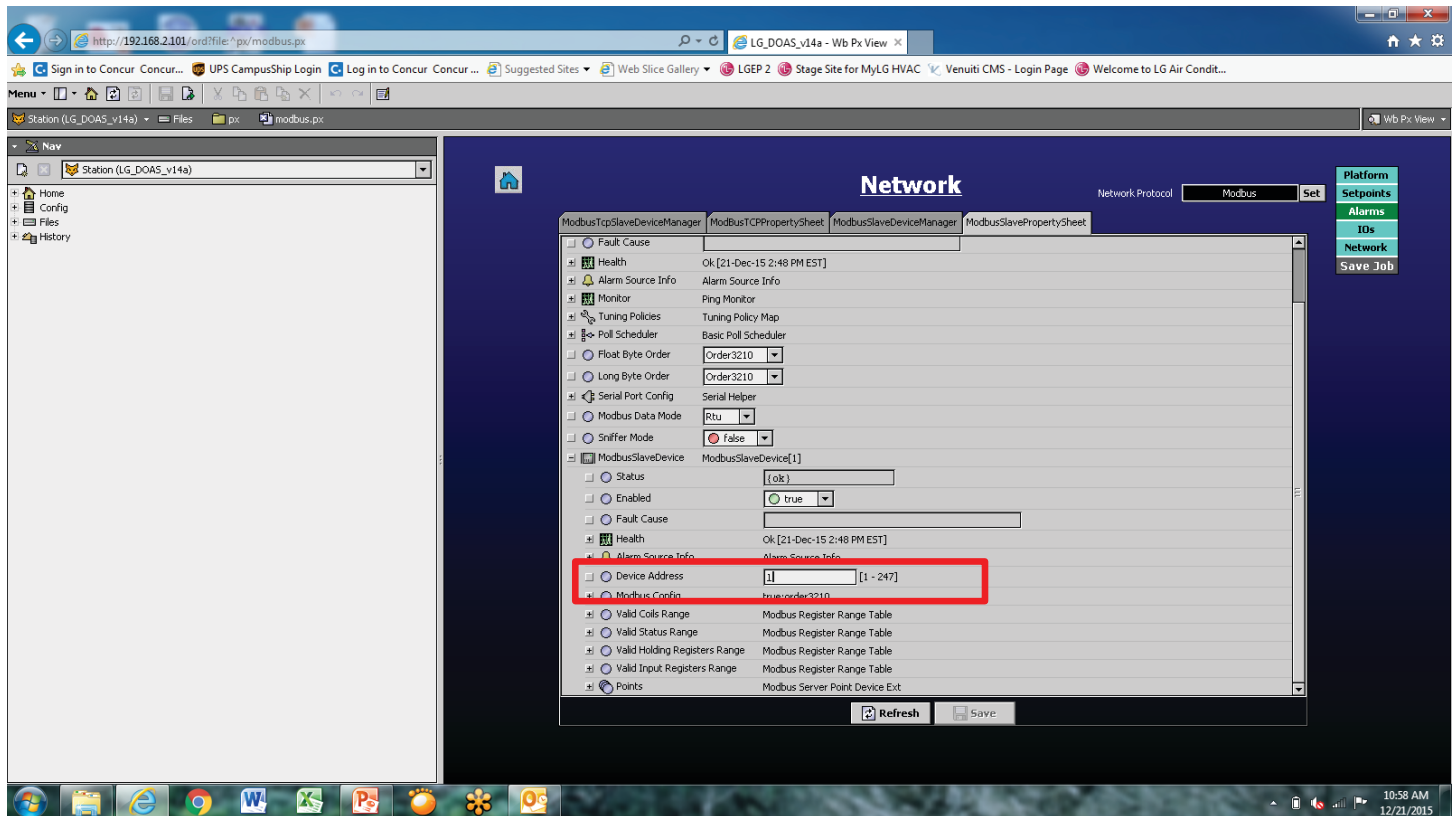 http://192.168.2.101/ord?file:^px/modbus.px
LG_DOAS_v14a - Wb Px View
Sign in to Concur Concur... UPS CampusShip Login Log in to Concur Concur ... Suggested Sites Web Slice Gallery LGEP 2 Stage Site for MyLG HVAC Venuiti CMS - Login Page Welcome to LG Air Condit...
Menu
Station (LG_DOAS_v14a) Files px modbus.px Wb Px View
Nav
Station (LG_DOAS_v14a)
Home
Config
Files
History
Network
Network Protocol Modbus Set
Platform
Setpoints
Alarms
IOs
Network
Save Job
ModbusTcpSlaveDeviceManager ModBusTCPPropertySheet ModbusSlaveDeviceManager ModbusSlavePropertySheet
Fault Cause
Health Ok [21-Dec-15 2:48 PM EST]
Alarm Source Info Alarm Source Info
Monitor Ping Monitor
Tuning Policies Tuning Policy Map
Poll Scheduler Basic Poll Scheduler
Float Byte Order Order3210
Long Byte Order Order3210
Serial Port Config Serial Helper
Modbus Data Mode Rtu
Sniffer Mode false
ModbusSlaveDevice ModbusSlaveDevice[1]
Status {ok}
Enabled true
Fault Cause
Health Ok [21-Dec-15 2:48 PM EST]
Alarm Source Info Alarm Source Info
Device Address 1 [1 - 247]
Modbus Config true:order3210
Valid Coils Range Modbus Register Range Table
Valid Status Range Modbus Register Range Table
Valid Holding Registers Range Modbus Register Range Table
Valid Input Registers Range Modbus Register Range Table
Points Modbus Server Point Device Ext
Refresh Save
10:58 AM
12/21/2015